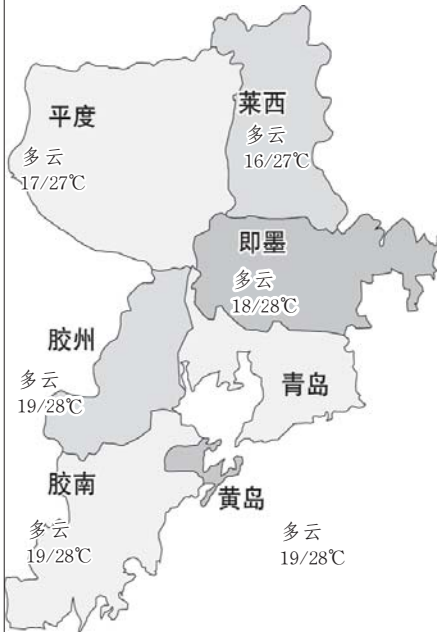 平度
多云
17/27℃
莱西
多云
16/27℃
即墨
多云
18/28℃
胶州
多云
19/28℃
青岛
胶南
多云
19/28℃
黄岛
多云
19/28℃